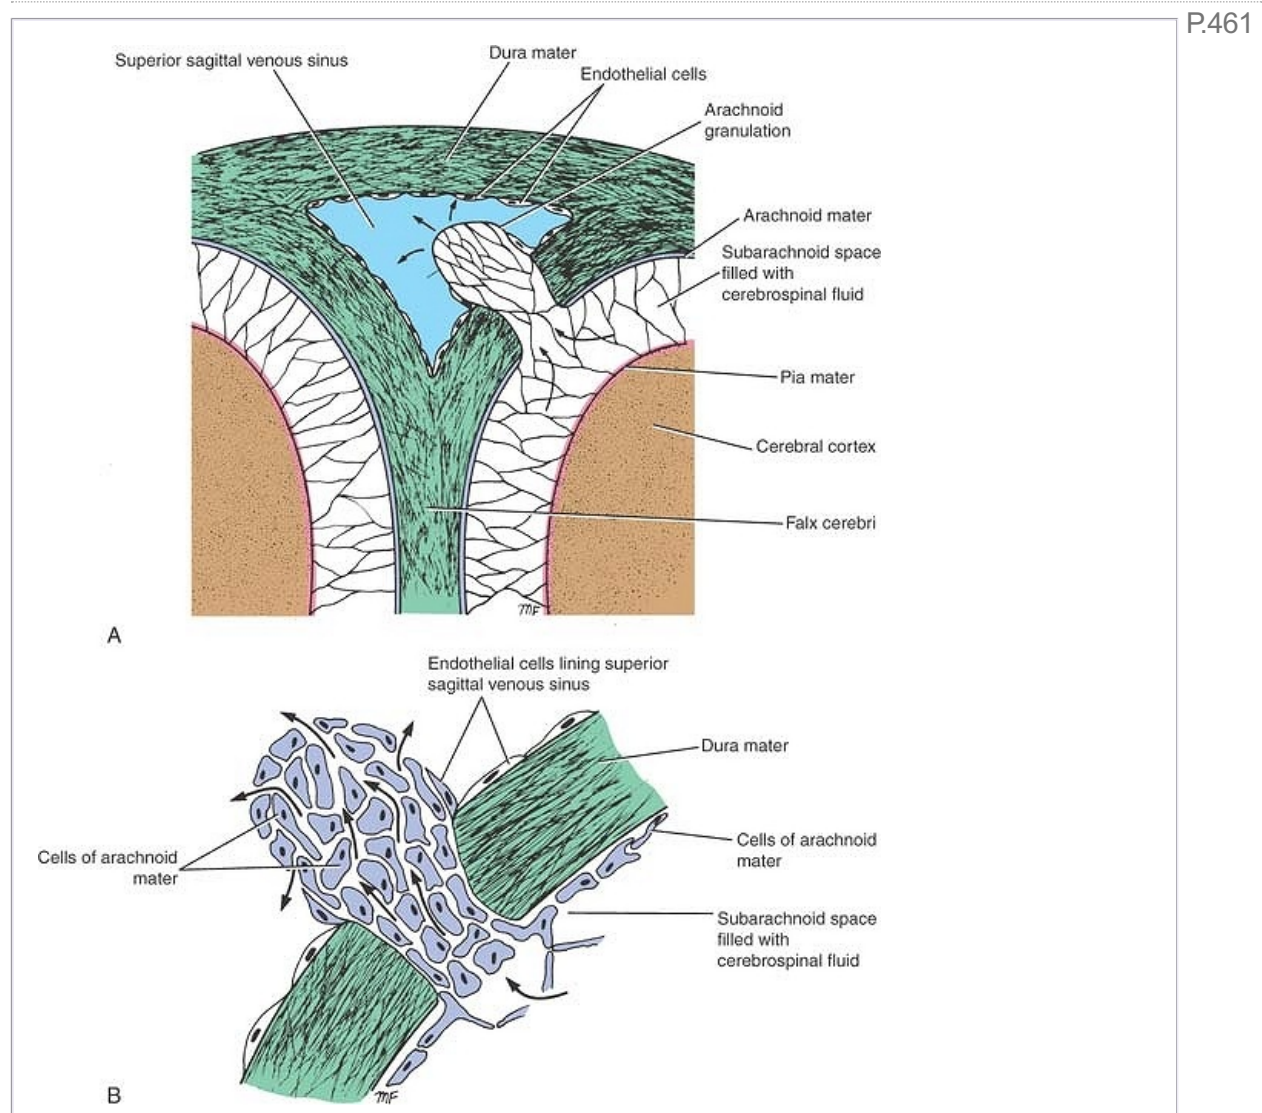 P.461
Superior sagittal venous sinus
Dura mater
Endothelial cells
Arachnoid
granulation
Arachnoid mater
Subarachnoid space
filled with
cerebrospinal fluid
Pia mater
Cerebral cortex
Falx cerebri
MF
A
Endothelial cells lining superior
sagittal venous sinus
Dura mater
Cells of arachnoid
mater
Cells of arachnoid
mater
Subarachnoid space
filled with
cerebrospinal fluid
B
MF